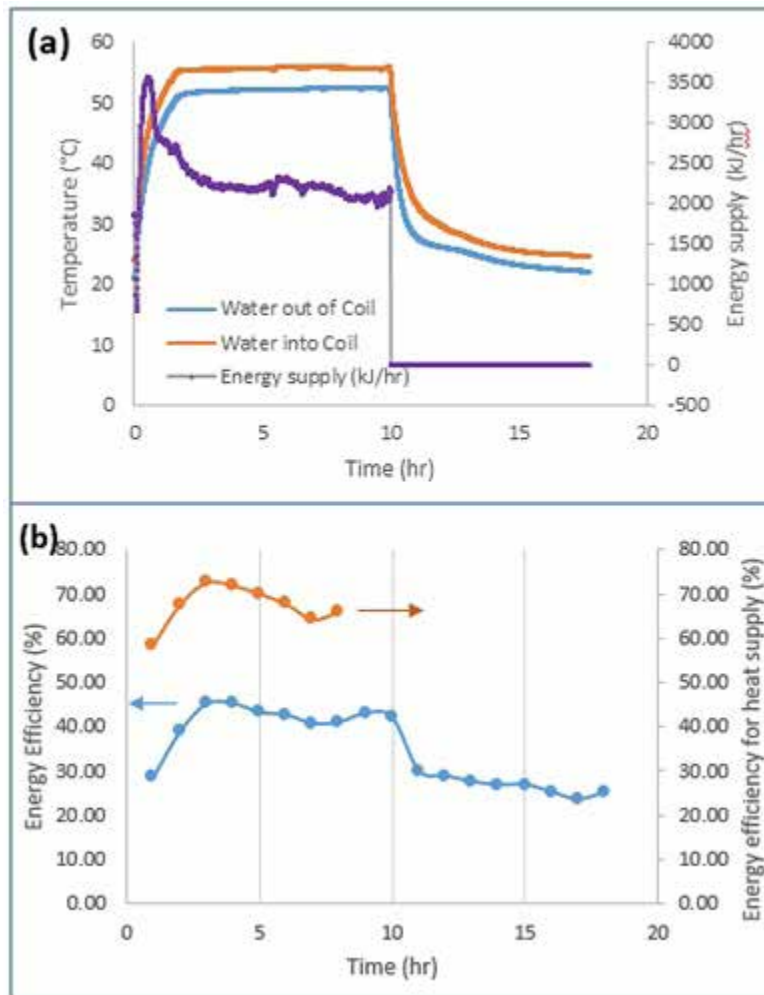 (a)
60
50
40
30
20
10
0
Temperature (°C)
4000
3500
3000
2500
2000
1500
1000
500
0
-500
Energy supply (kJ/hr)
Water out of Coil
Water into Coil
Energy supply (kJ/hr)
0 5 10 15 20
Time (hr)
(b)
80.00
70.00
60.00
50.00
40.00
30.00
20.00
10.00
0.00
Energy Efficiency (%)
80.00
70.00
60.00
50.00
40.00
30.00
20.00
10.00
0.00
Energy efficiency for heat supply (%)
0 5 10 15 20
Time (hr)